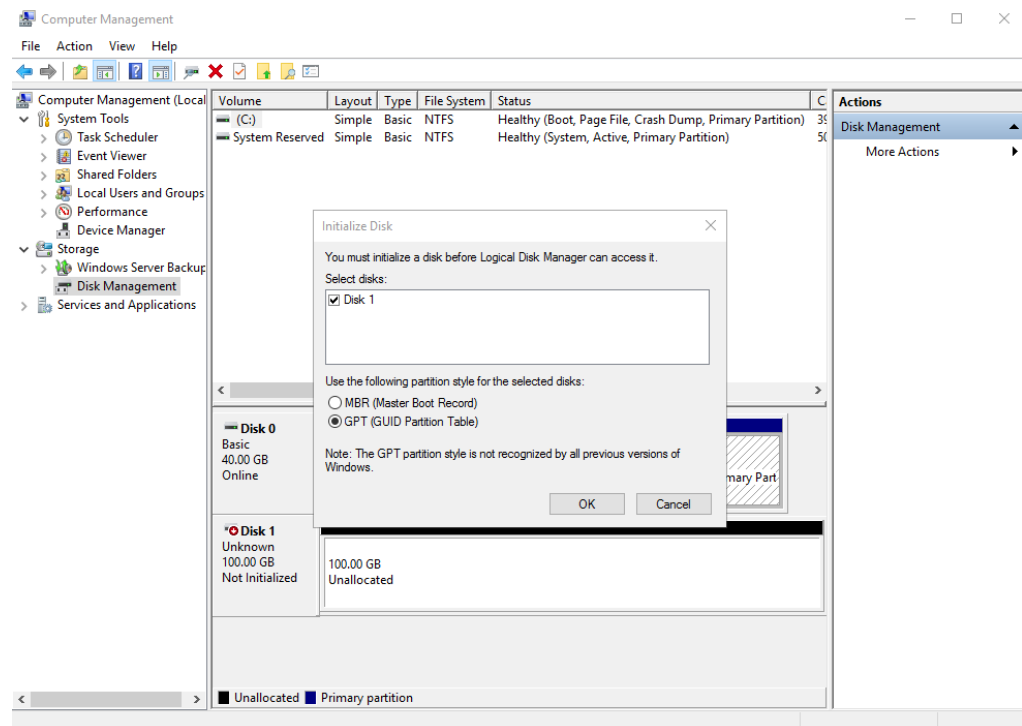 Computer Management
File Action View Help
Computer Management (Local
System Tools
Task Scheduler
Event Viewer
Shared Folders
Local Users and Groups
Performance
Device Manager
Storage
Windows Server Backup
Disk Management
Services and Applications
Volume Layout Type File System Status C
(C:) Simple Basic NTFS Healthy (Boot, Page File, Crash Dump, Primary Partition) 39
System Reserved Simple Basic NTFS Healthy (System, Active, Primary Partition) 50
Actions
Disk Management
More Actions
Initialize Disk
You must initialize a disk before Logical Disk Manager can access it.
Select disks:
Disk 1
Use the following partition style for the selected disks:
MBR (Master Boot Record)
GPT (GUID Partition Table)
Note: The GPT partition style is not recognized by all previous versions of
Windows.
OK Cancel
Disk 0
Basic
40.00 GB
Online
mary Part
Disk 1
Unknown
100.00 GB
Not Initialized
100.00 GB
Unallocated
Unallocated Primary partition